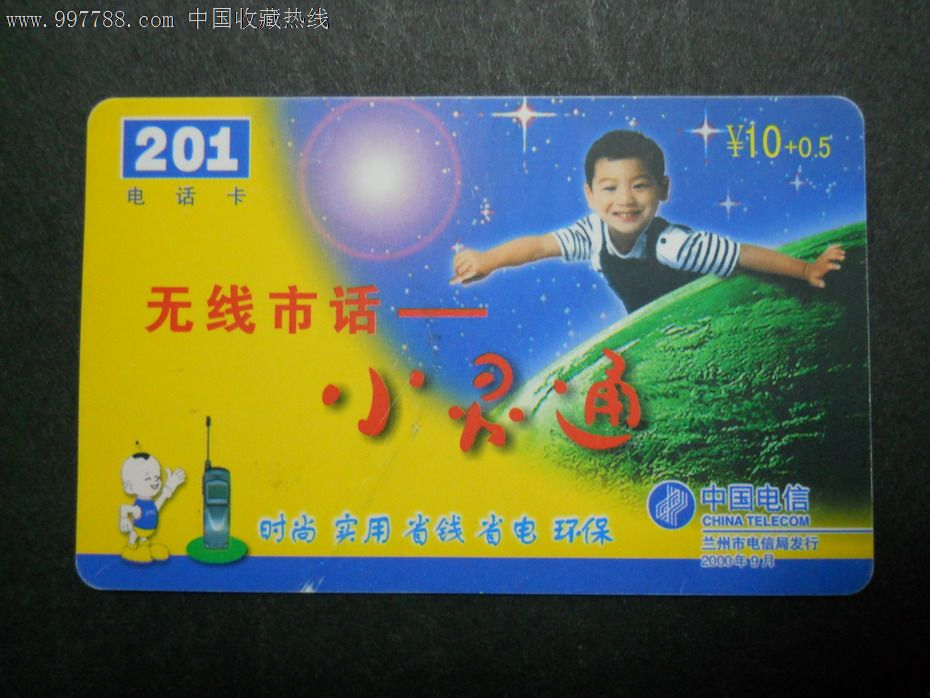 www.997788.com 中国收藏热线
201
电话卡
¥10+0.5
无线市话——
小灵通
时尚 实用 省钱 省电 环保
中国电信
CHINA TELECOM
兰州市电信局发行
2000年9月